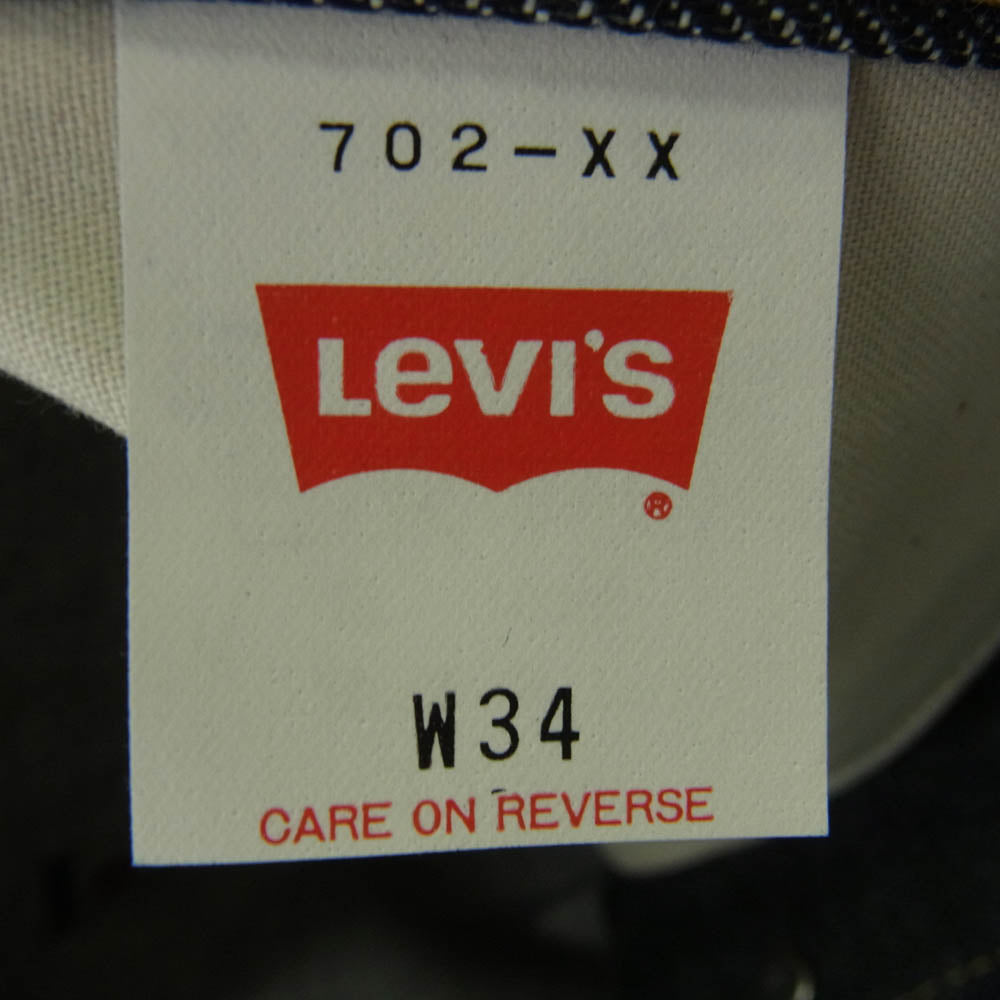 702-XX
Levi's
®
W34
CARE ON REVERSE